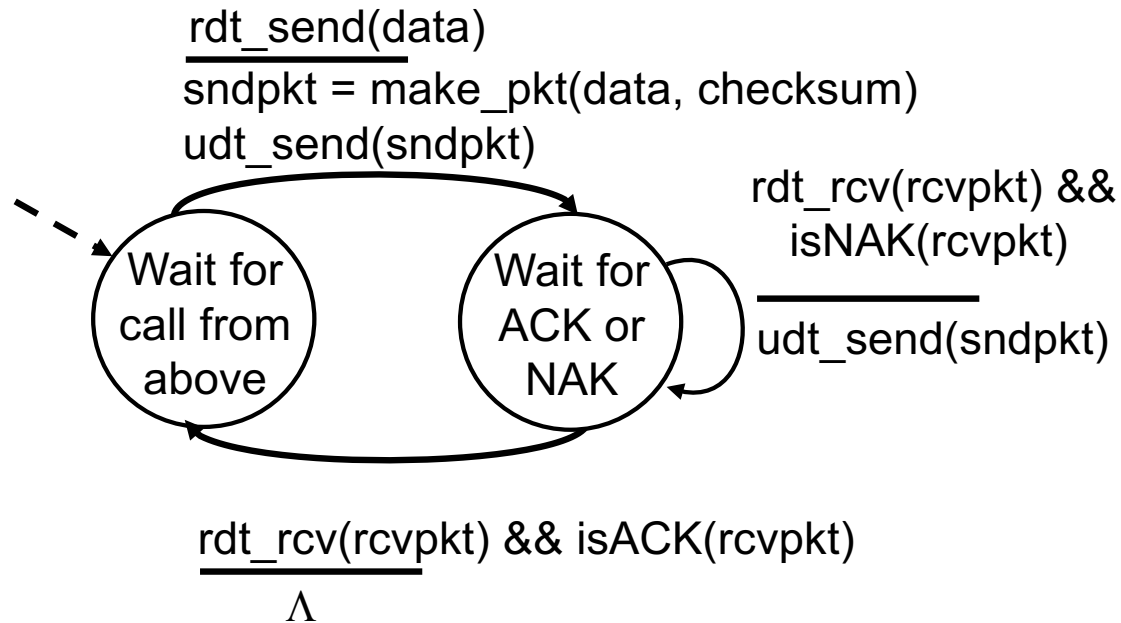 rdt_send(data)
sndpkt = make_pkt(data, checksum)
udt_send(sndpkt)
rdt_rcv(rcvpkt) &&
isNAK(rcvpkt)
udt_send(sndpkt)
Wait for
call from
above
Wait for
ACK or
NAK
rdt_rcv(rcvpkt) && isACK(rcvpkt)
Λ